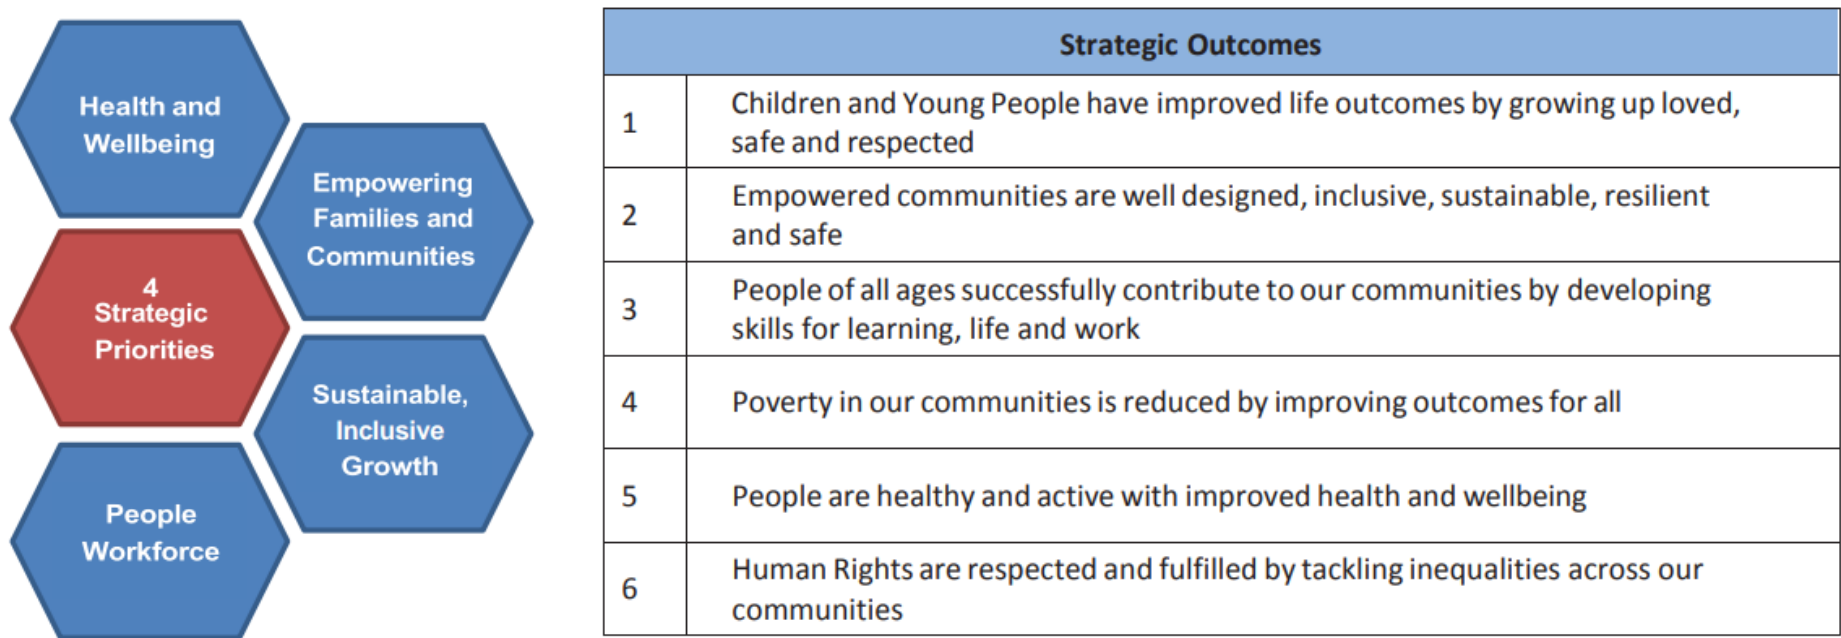 Health and
Wellbeing
Empowering
Families and
Communities
4
Strategic
Priorities
Sustainable,
Inclusive
Growth
People
Workforce
Strategic Outcomes
1
Children and Young People have improved life outcomes by growing up loved,
safe and respected
2
Empowered communities are well designed, inclusive, sustainable, resilient
and safe
3
People of all ages successfully contribute to our communities by developing
skills for learning, life and work
4
Poverty in our communities is reduced by improving outcomes for all
5
People are healthy and active with improved health and wellbeing
6
Human Rights are respected and fulfilled by tackling inequalities across our
communities